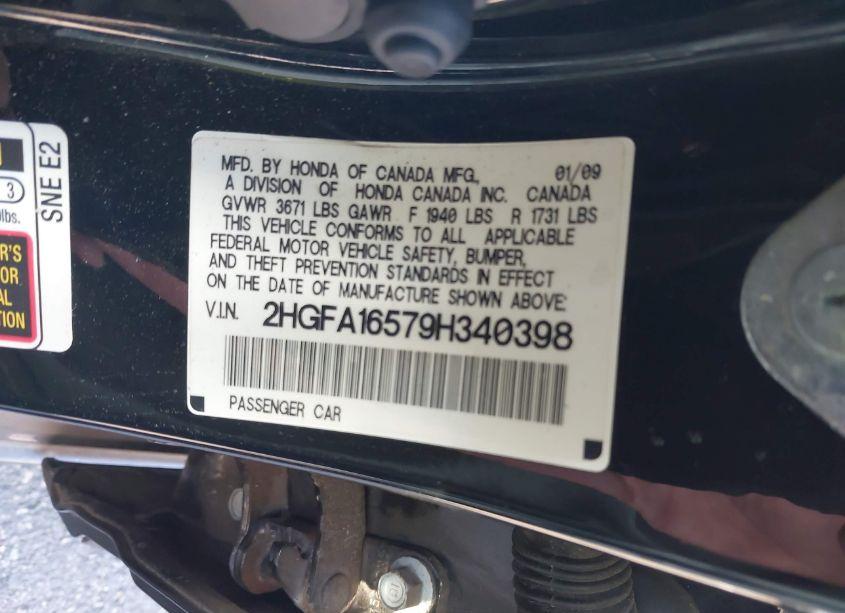 MFD. BY HONDA OF CANADA MFG., 01/09
A DIVISION OF HONDA CANADA INC. CANADA
GVWR 3671 LBS GAWR F 1940 LBS R 1731 LBS
THIS VEHICLE CONFORMS TO ALL APPLICABLE
FEDERAL MOTOR VEHICLE SAFETY, BUMPER,
AND THEFT PREVENTION STANDARDS IN EFFECT
ON THE DATE OF MANUFACTURE SHOWN ABOVE:
V.I.N. 2HGFA16579H340398
PASSENGER CAR
SNE E2
3
lbs.